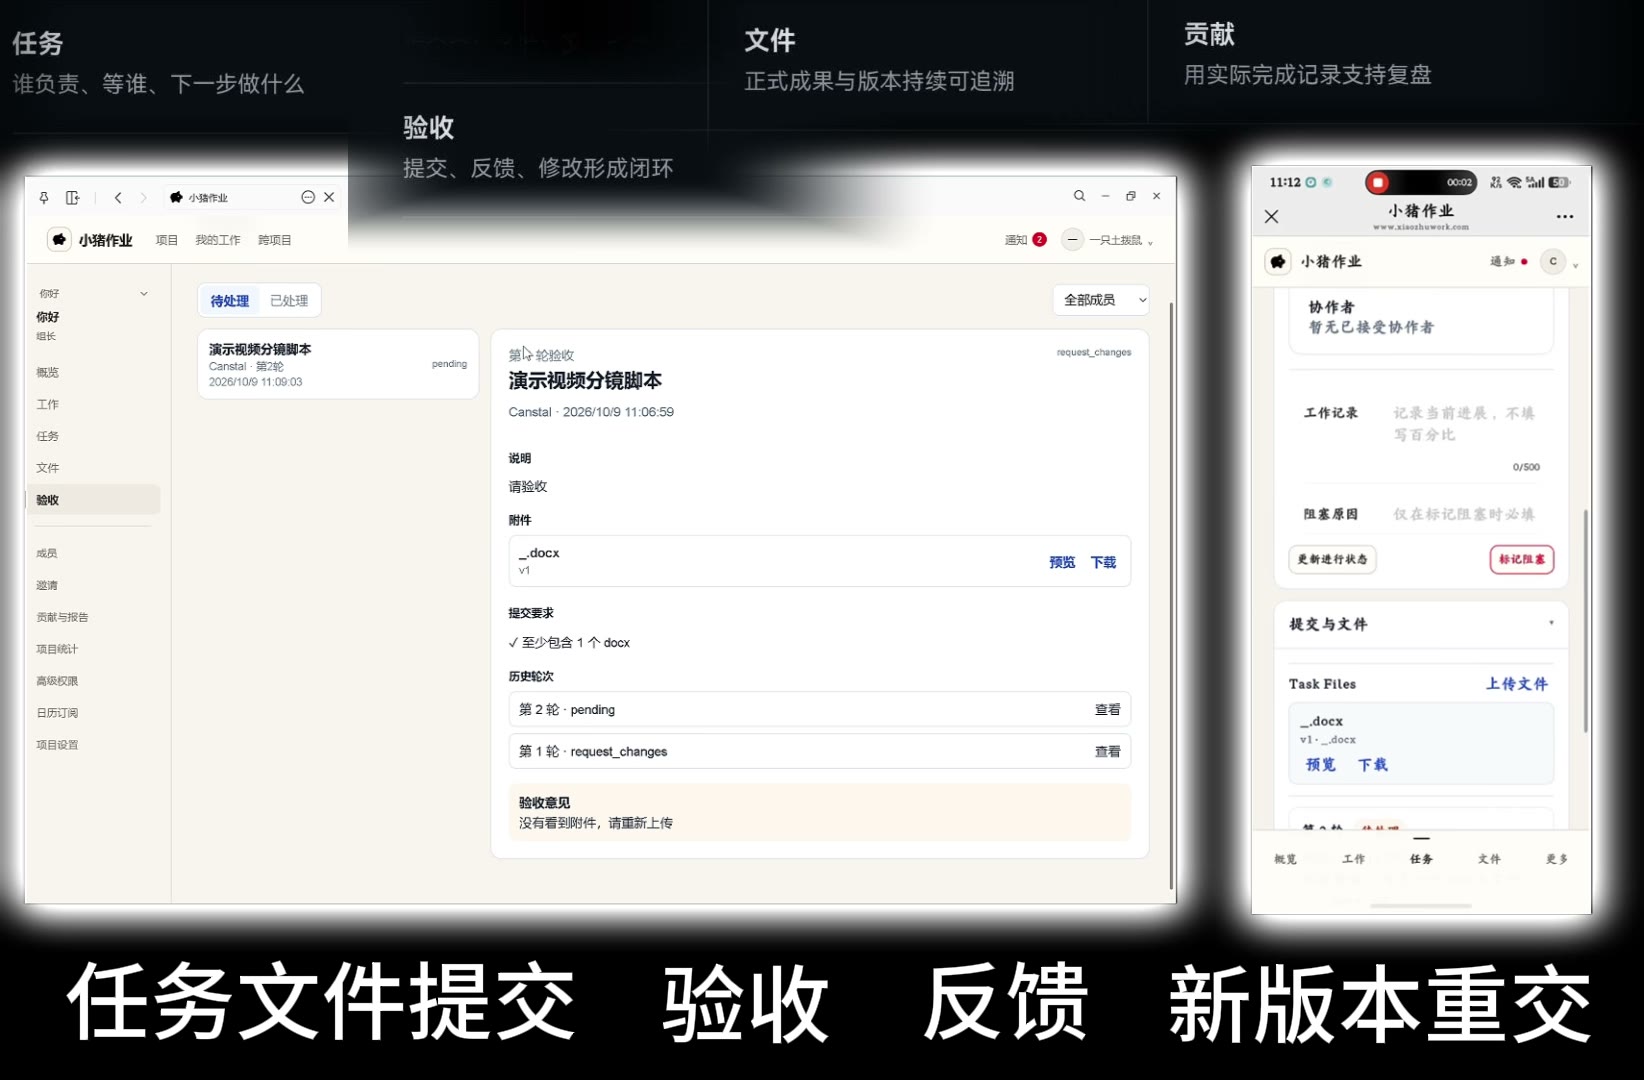 任务
谁负责、等谁、下一步做什么
验收
提交、反馈、修改形成闭环
文件
正式成果与版本持续可追溯
贡献
用实际完成记录支持复盘
小猪作业
小猪作业
项目
我的工作
跨项目
通知 2
一只土拨鼠
你好
你好
组长
概览
工作
任务
文件
验收
成员
邀请
贡献与报告
项目统计
高级权限
日历订阅
项目设置
待处理
已处理
全部成员
演示视频分镜脚本
Canstal · 第2轮
2026/10/9 11:09:03
pending
轮验收
request_changes
演示视频分镜脚本
Canstal · 2026/10/9 11:06:59
说明
请验收
附件
_.docx
v1
预览 下载
提交要求
✓ 至少包含 1 个 docx
历史轮次
第 2 轮 · pending
查看
第 1 轮 · request_changes
查看
验收意见
没有看到附件，请重新上传
11:12
00:02
50
小猪作业
www.xiaozhuwork.com
小猪作业
通知
C
协作者
暂无已接受协作者
工作记录
记录当前进展，不填
写百分比
0/500
阻塞原因
仅在标记阻塞时必填
更新进行状态
标记阻塞
提交与文件
Task Files
上传文件
_.docx
v1 · _.docx
预览 下载
概览
工作
任务
文件
更多
任务文件提交 验收 反馈 新版本重交